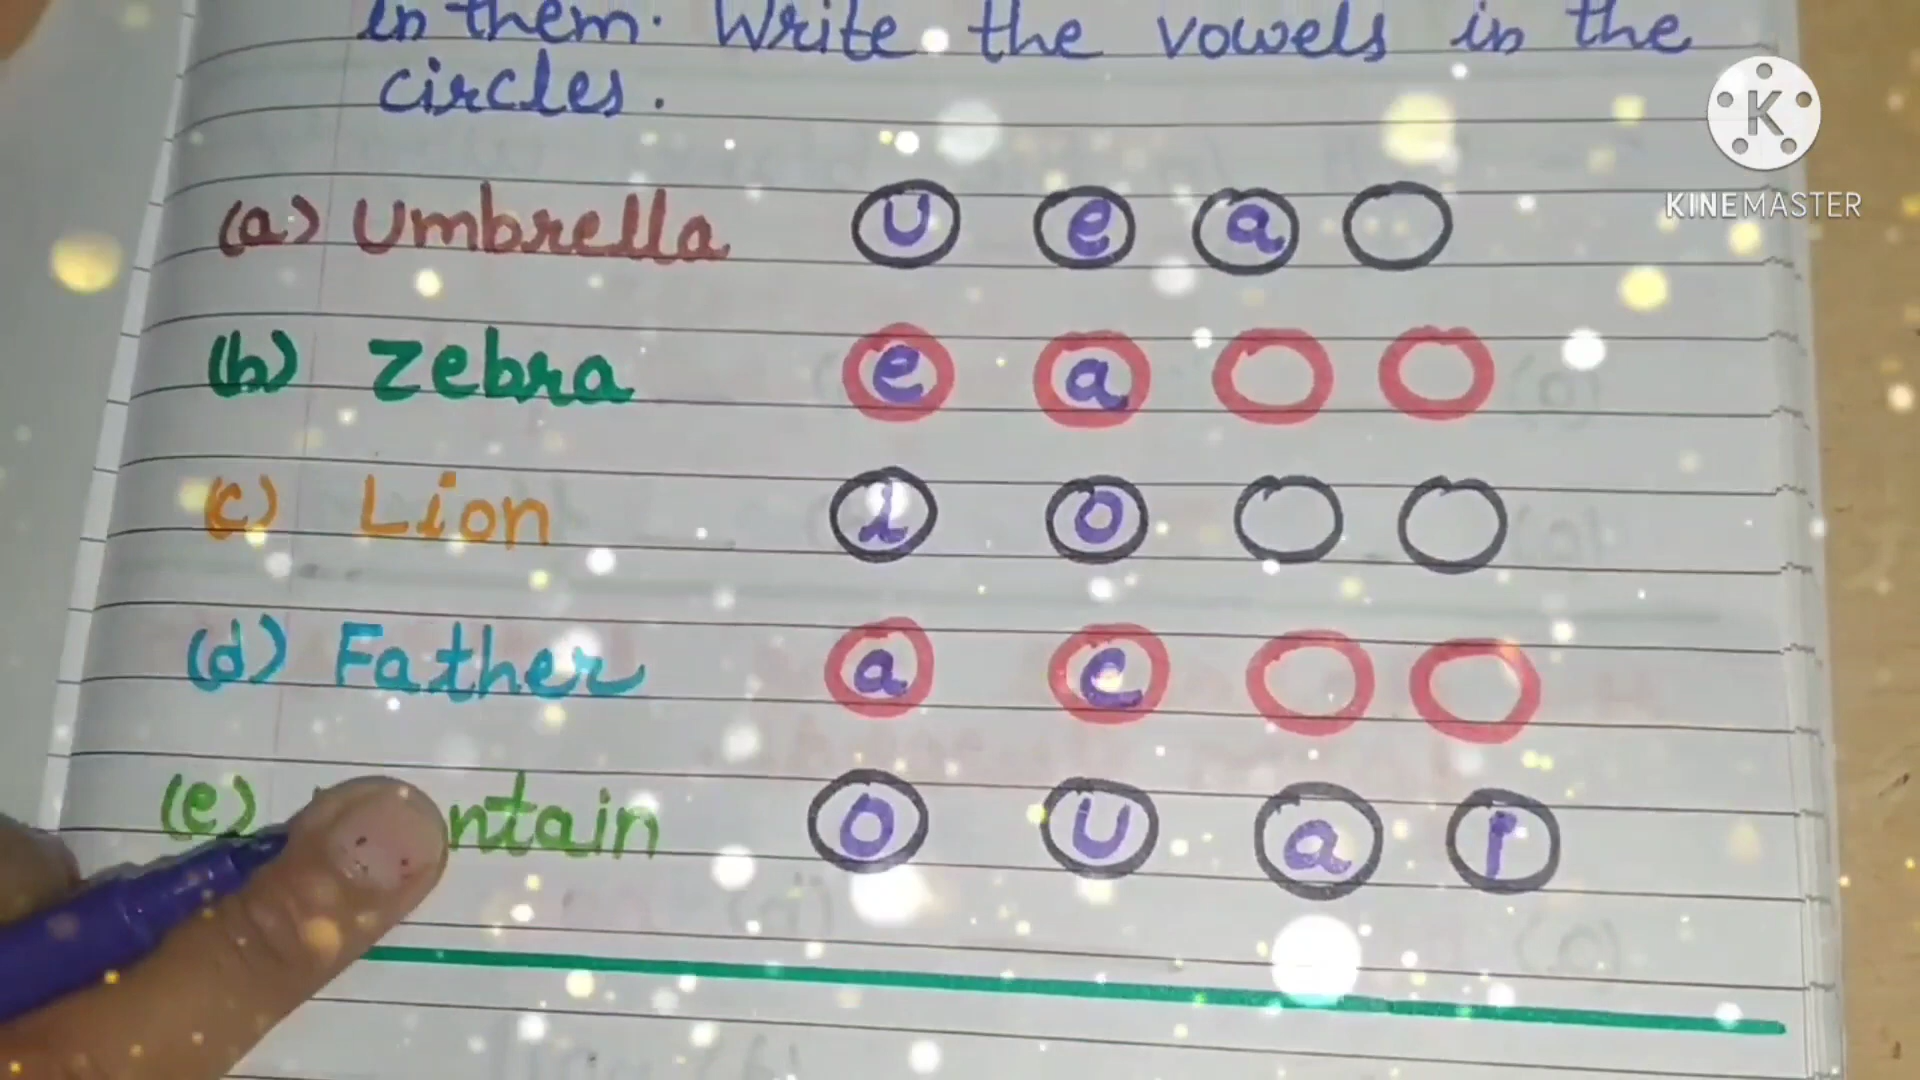 in them. Write the vowels in the
circles.
K
KINEMASTER
(a) Umbrella U e a
(b) Zebra e a
(c) Lion i o
(d) Father a e
(e) ntain o U a i